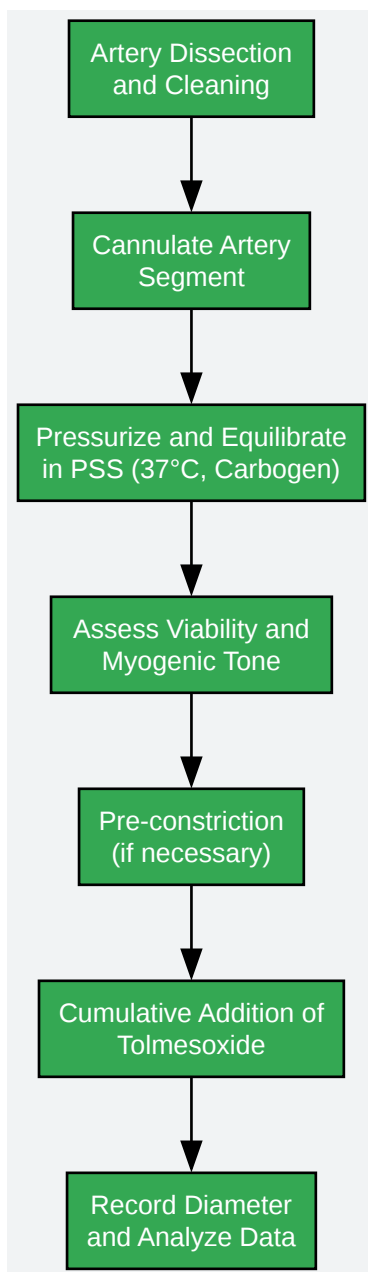 Artery Dissection
and Cleaning
Cannulate Artery
Segment
Pressurize and Equilibrate
in PSS (37°C, Carbogen)
Assess Viability and
Myogenic Tone
Pre-constriction
(if necessary)
Cumulative Addition of
Tolmesoxide
Record Diameter
and Analyze Data